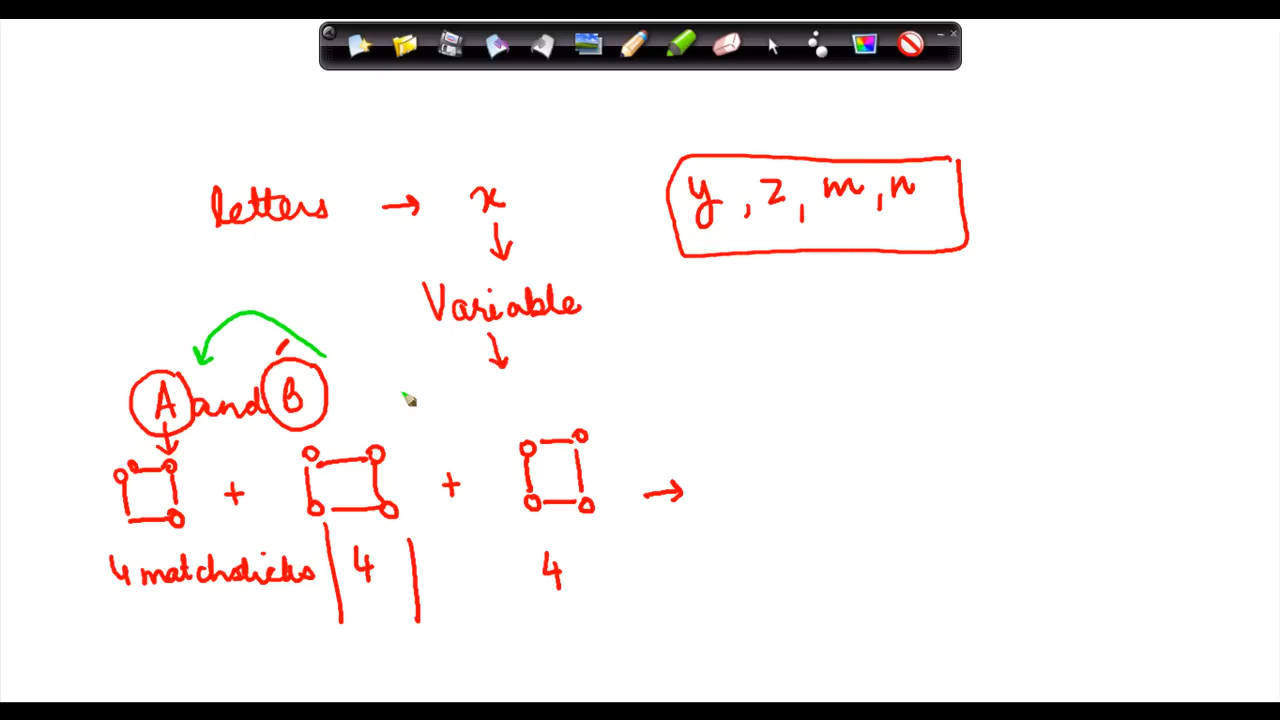 letters → x
y, z, m, n
Variable
A and B
+ +  →
4 matchsticks 4 4